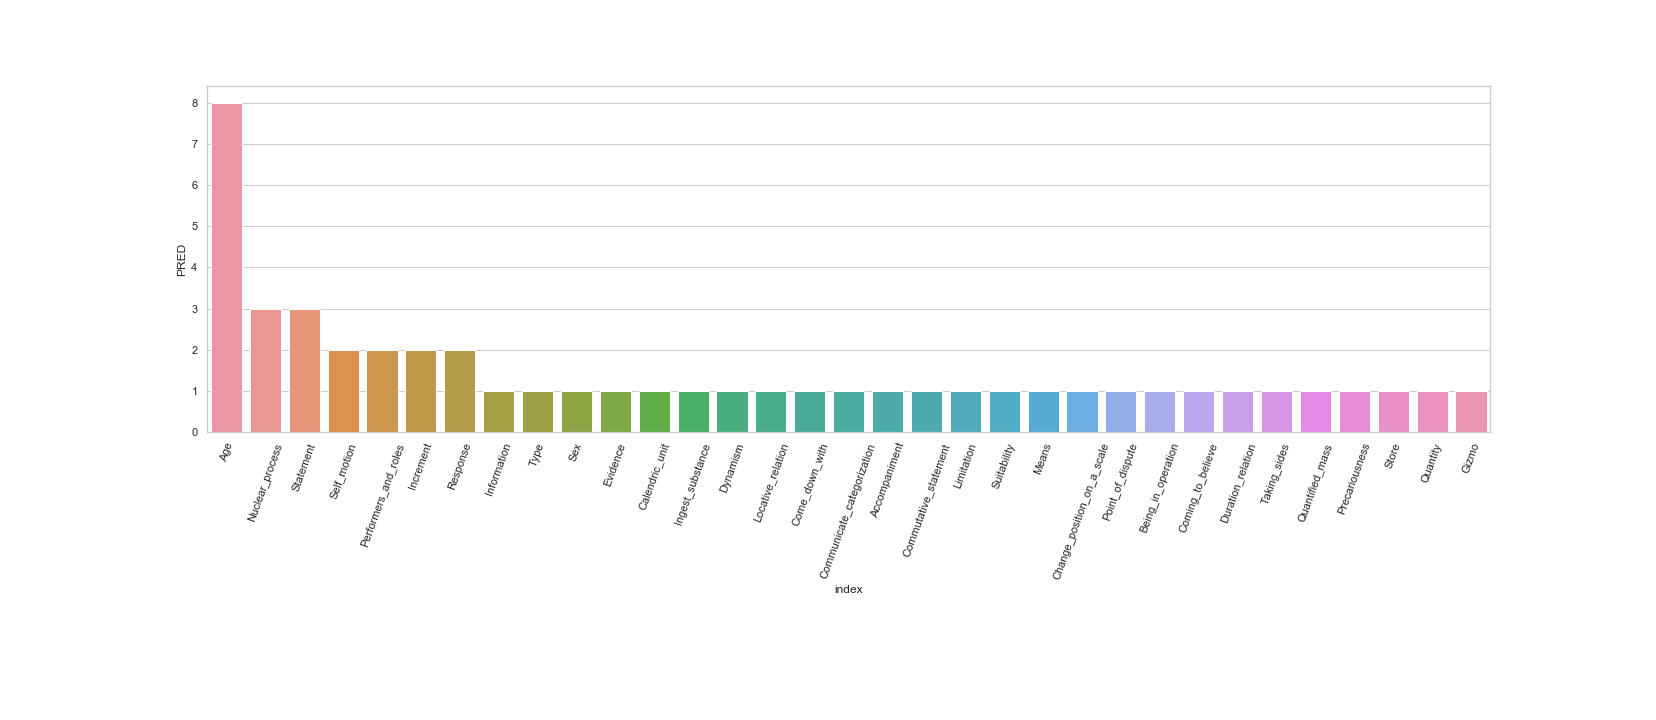 8
7
6
5
4
3
2
1
0
PRED
Age
Nuclear_process
Statement
Self_motion
Performers_and_roles
Increment
Response
Information
Type
Sex
Evidence
Calendric_unit
Ingest_substance
Dynamism
Locative_relation
Come_down_with
Communicate_categorization
Accompaniment
Commutative_statement
Limitation
Suitability
Means
Change_position_on_a_scale
Point_of_dispute
Being_in_operation
Coming_to_believe
Duration_relation
Taking_sides
Quantified_mass
Precariousness
Store
Quantity
Gizmo
index